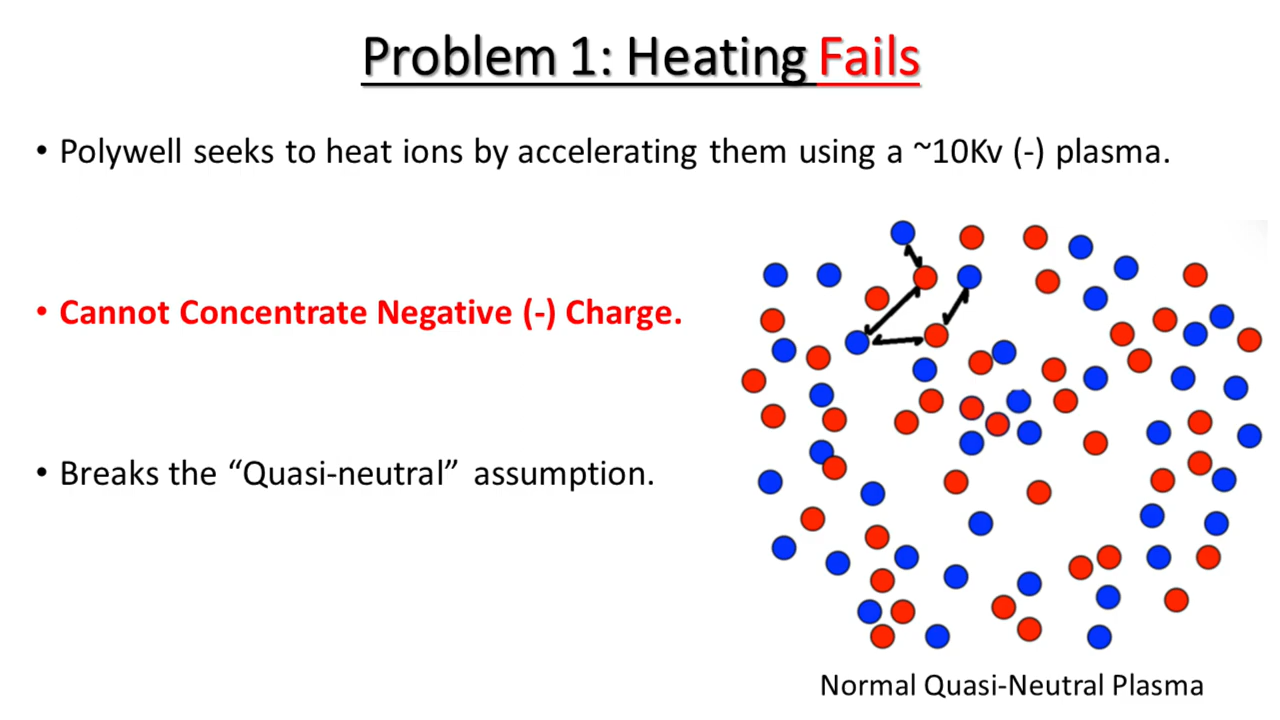 Problem 1: Heating Fails
• Polywell seeks to heat ions by accelerating them using a ~10Kv (-) plasma.
• Cannot Concentrate Negative (-) Charge.
• Breaks the “Quasi-neutral” assumption.
Normal Quasi-Neutral Plasma